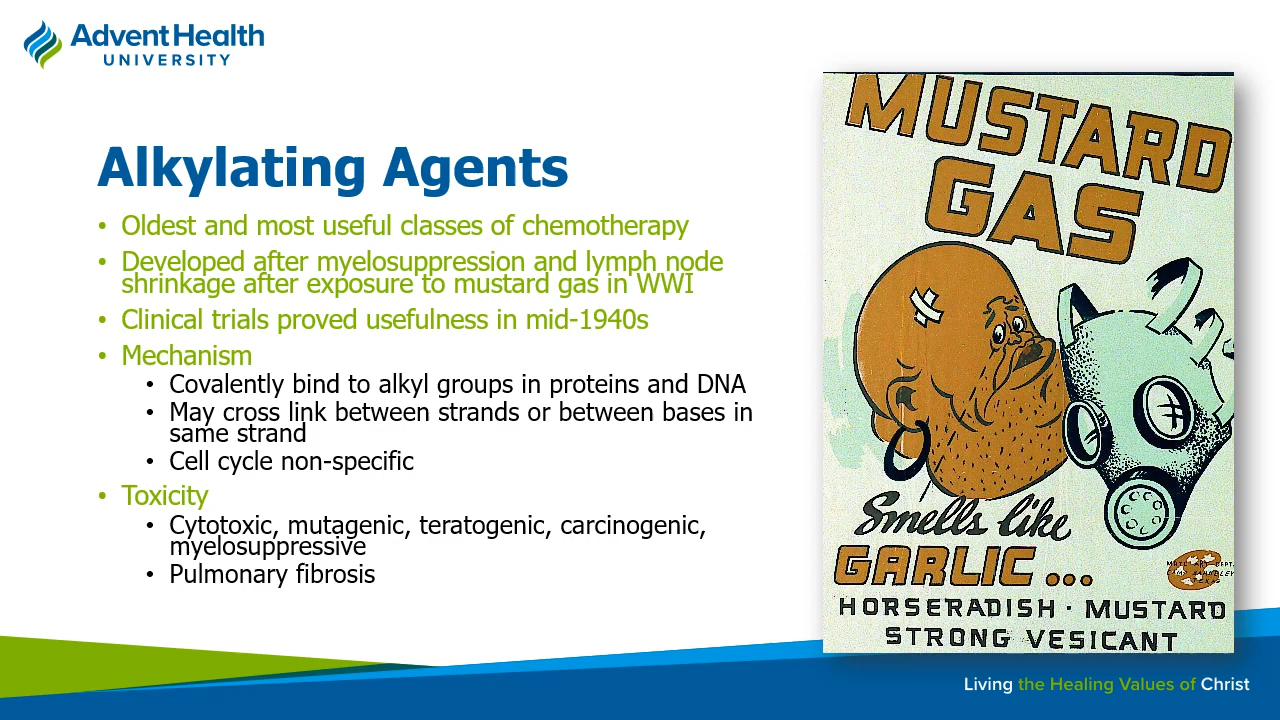 AdventHealth
UNIVERSITY
Alkylating Agents
• Oldest and most useful classes of chemotherapy
• Developed after myelosuppression and lymph node
shrinkage after exposure to mustard gas in WWI
• Clinical trials proved usefulness in mid-1940s
• Mechanism
• Covalently bind to alkyl groups in proteins and DNA
• May cross link between strands or between bases in
same strand
• Cell cycle non-specific
• Toxicity
• Cytotoxic, mutagenic, teratogenic, carcinogenic,
myelosuppressive
• Pulmonary fibrosis
MUSTARD
GAS
Smells like
GARLIC...
HORSERADISH · MUSTARD
STRONG VESICANT
DEPT.
CAMP
TEXAS
Living the Healing Values of Christ